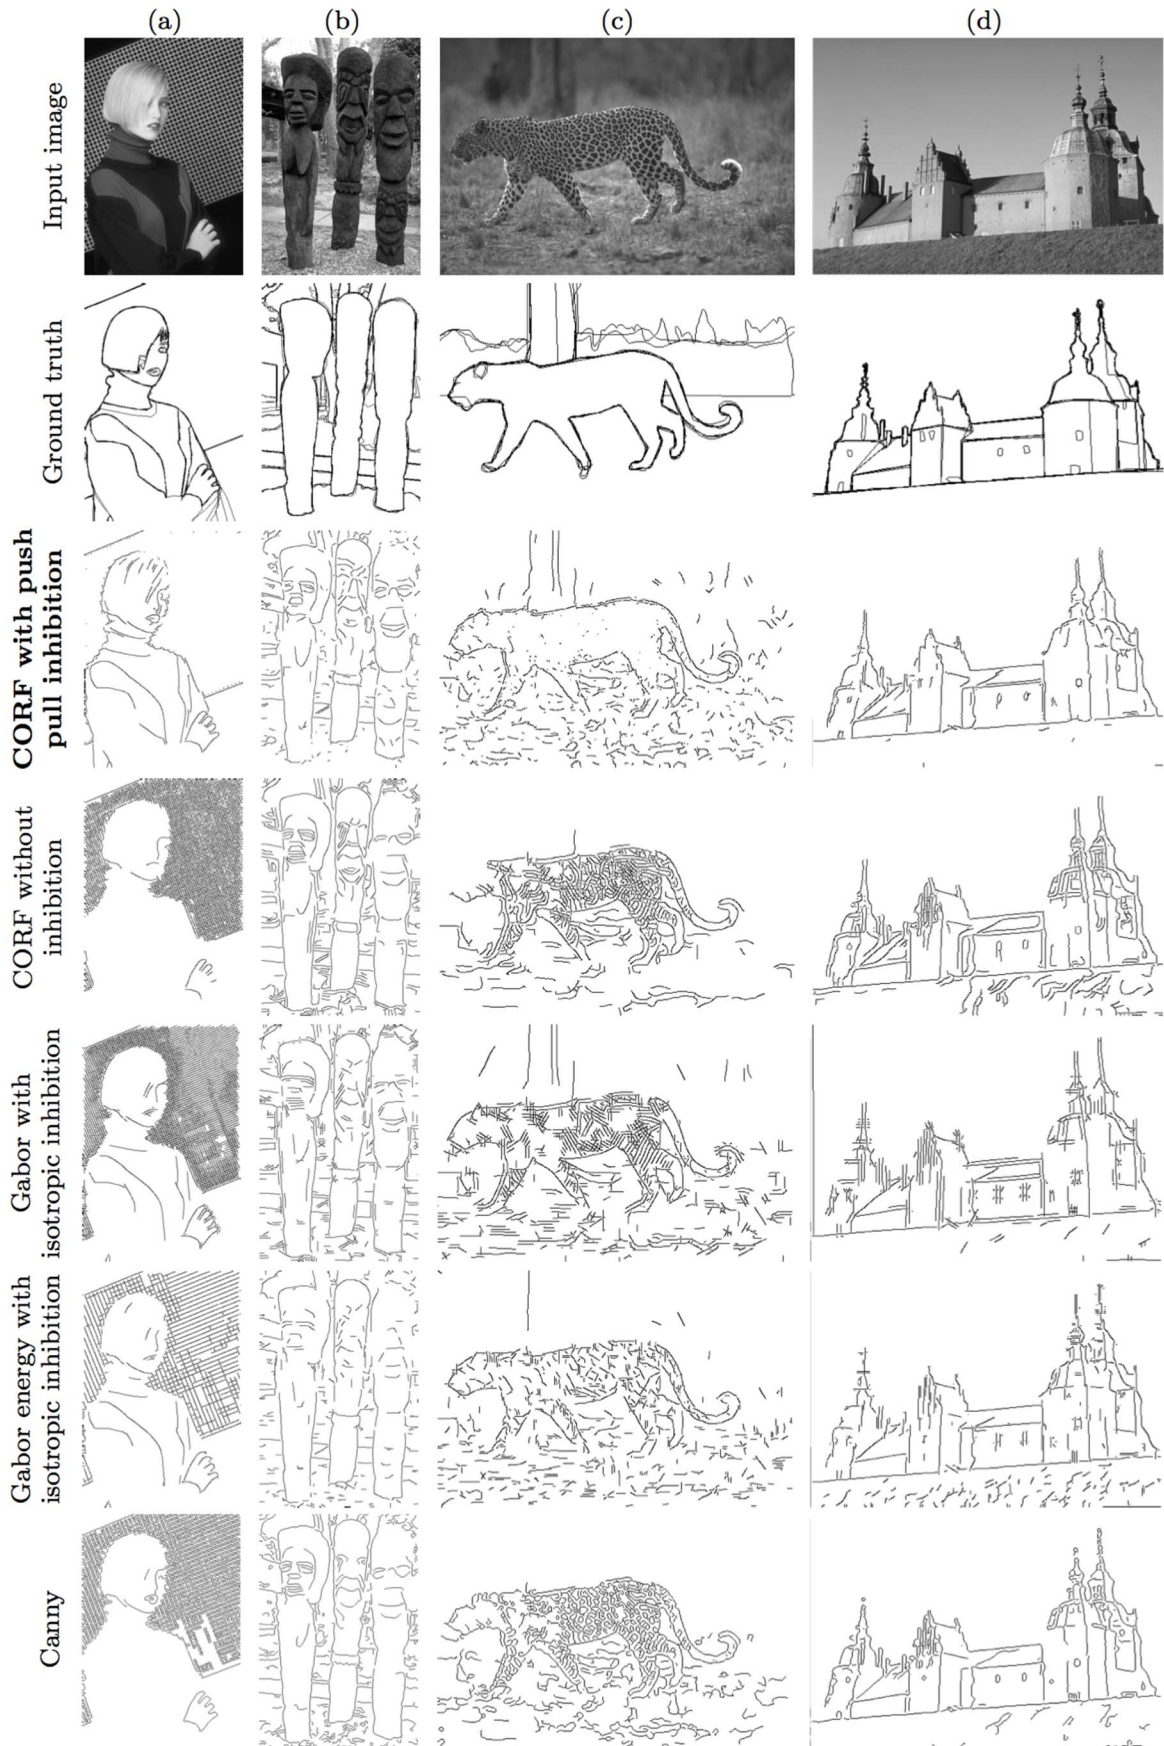 (a)
(b)
(c)
(d)
Input image
Ground truth
CORF with push
pull inhibition
CORF without
inhibition
Gabor with
isotropic inhibition
Gabor energy with
isotropic inhibition
Canny